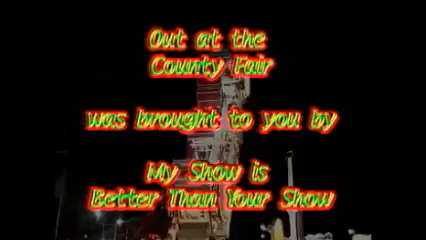 Out at the
County Fair
was brought to you by
My Show is
Better Than Your Show